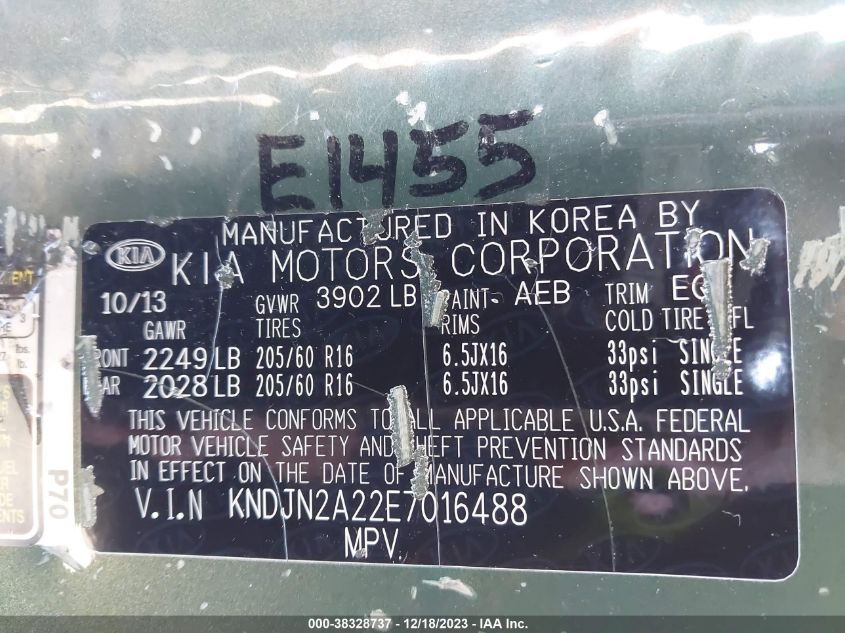 E1455
MANUFACTURED IN KOREA BY
KIA KIA MOTORS CORPORATION
10/13 GVWR 3902 LB PAINT- AEB TRIM
GAWR TIRES RIMS COLD TIRE
FRONT 2249 LB 205/60 R16 6.5JX16 33psi SINGLE
2028 LB 205/60 R16 6.5JX16 33psi SINGLE
THIS VEHICLE CONFORMS TO ALL APPLICABLE U.S.A. FEDERAL
MOTOR VEHICLE SAFETY AND THEFT PREVENTION STANDARDS
IN EFFECT ON THE DATE OF MANUFACTURE SHOWN ABOVE.
V.I.N KNDJN2A22E7016488
MPV
P70
lbs.
000-38328737 - 12/18/2023 - IAA Inc.